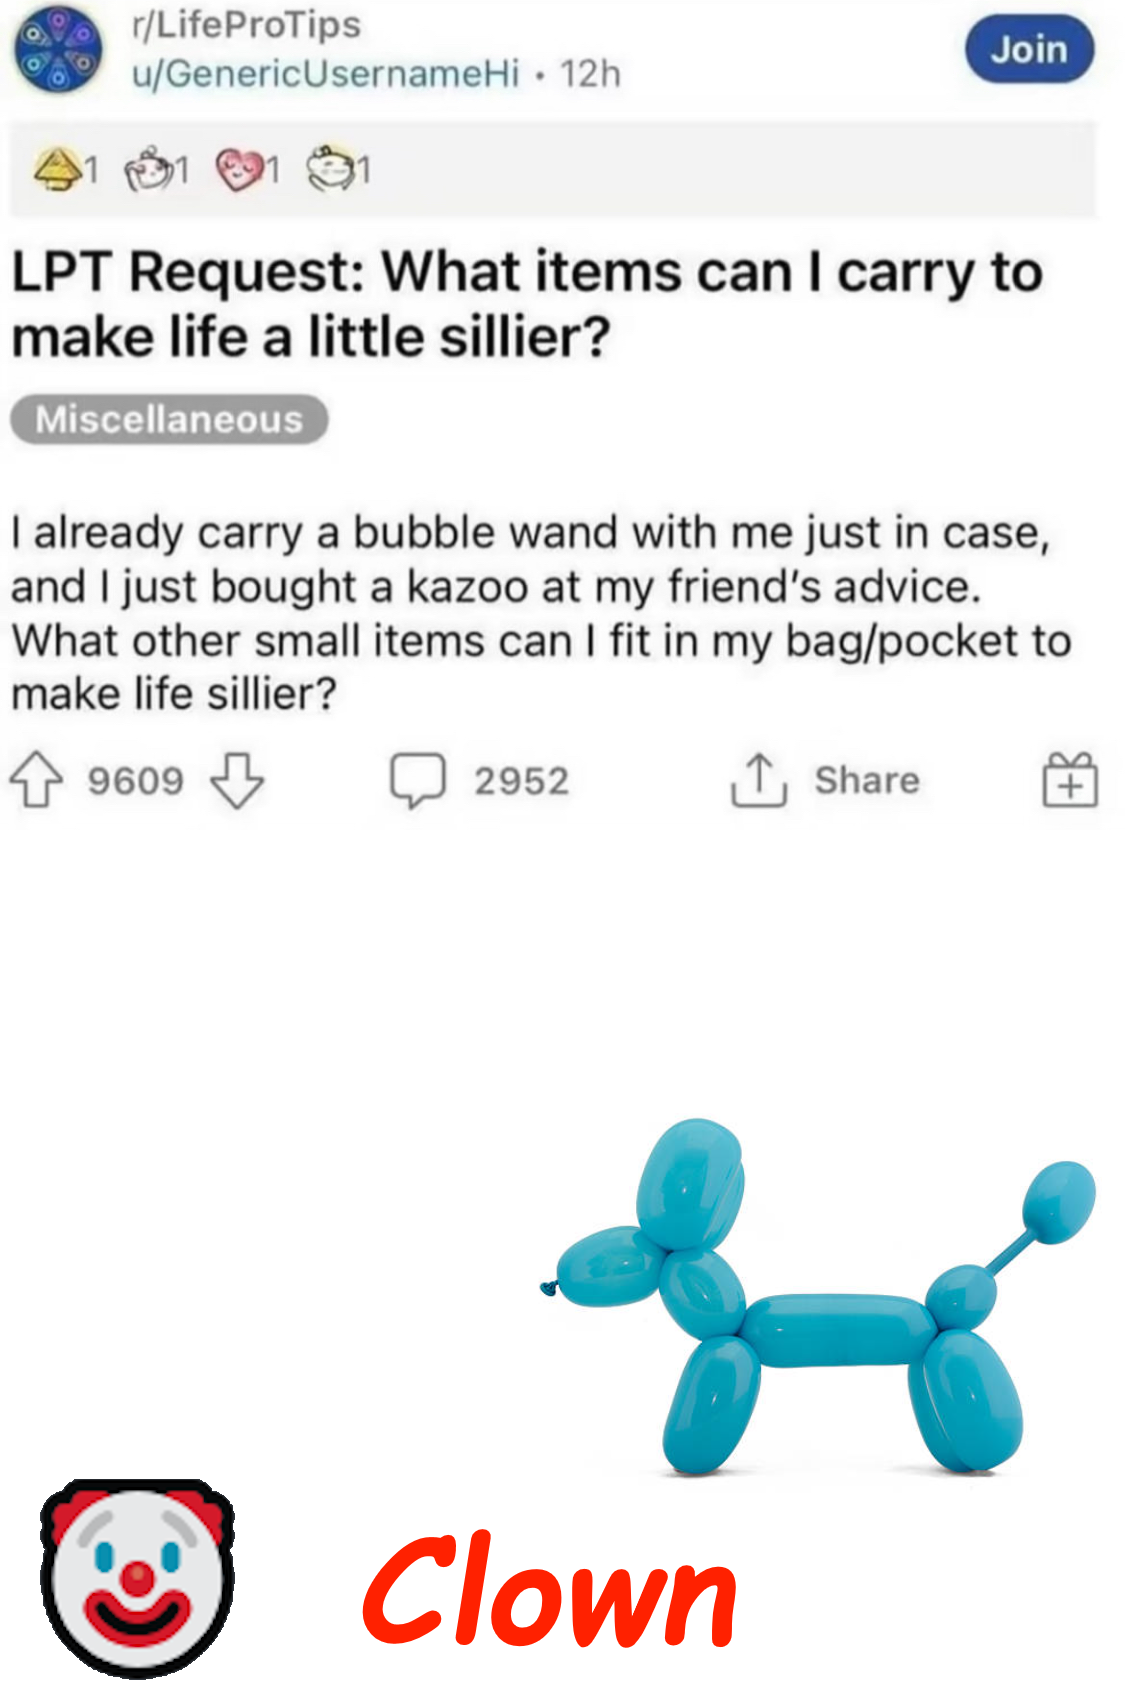 r/LifeProTips
u/GenericUsernameHi • 12h
Join
1 1 1 1
LPT Request: What items can I carry to
make life a little sillier?
Miscellaneous
I already carry a bubble wand with me just in case,
and I just bought a kazoo at my friend's advice.
What other small items can I fit in my bag/pocket to
make life sillier?
9609 2952 Share
Clown